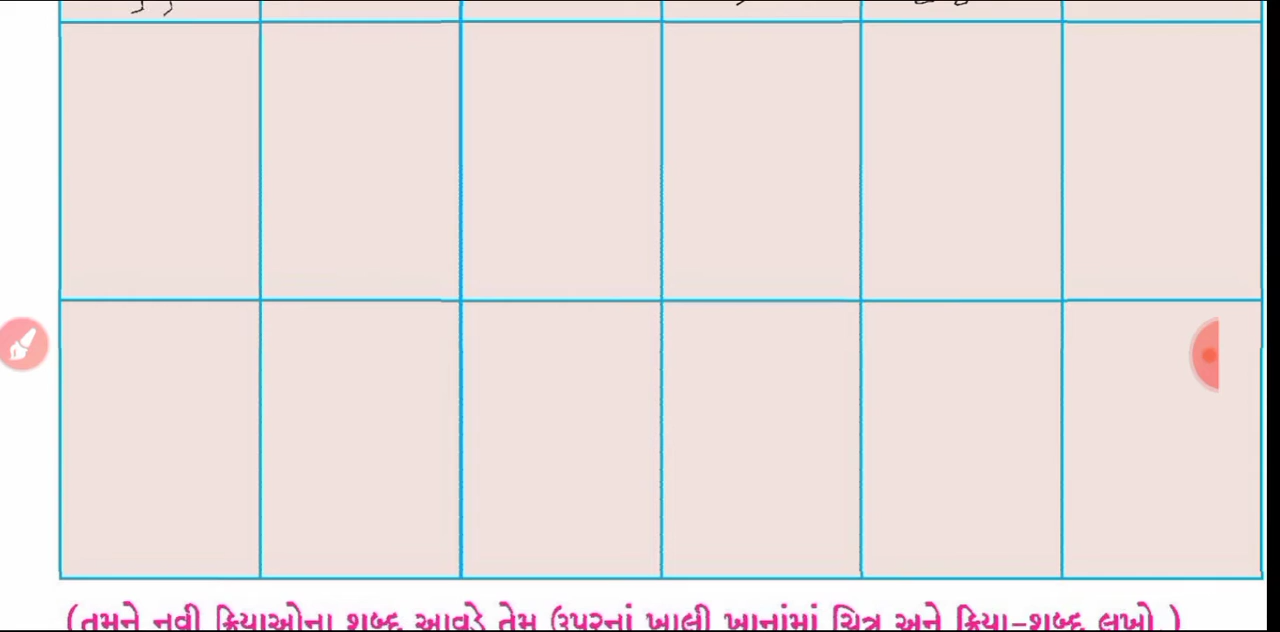 (તમને નવી ક્રિયાઓના શબ્દ આવડે તેમ ઉપરનાં ખાલી ખાનાંમાં ચિત્ર અને ક્રિયા-શબ્દ લખો.)